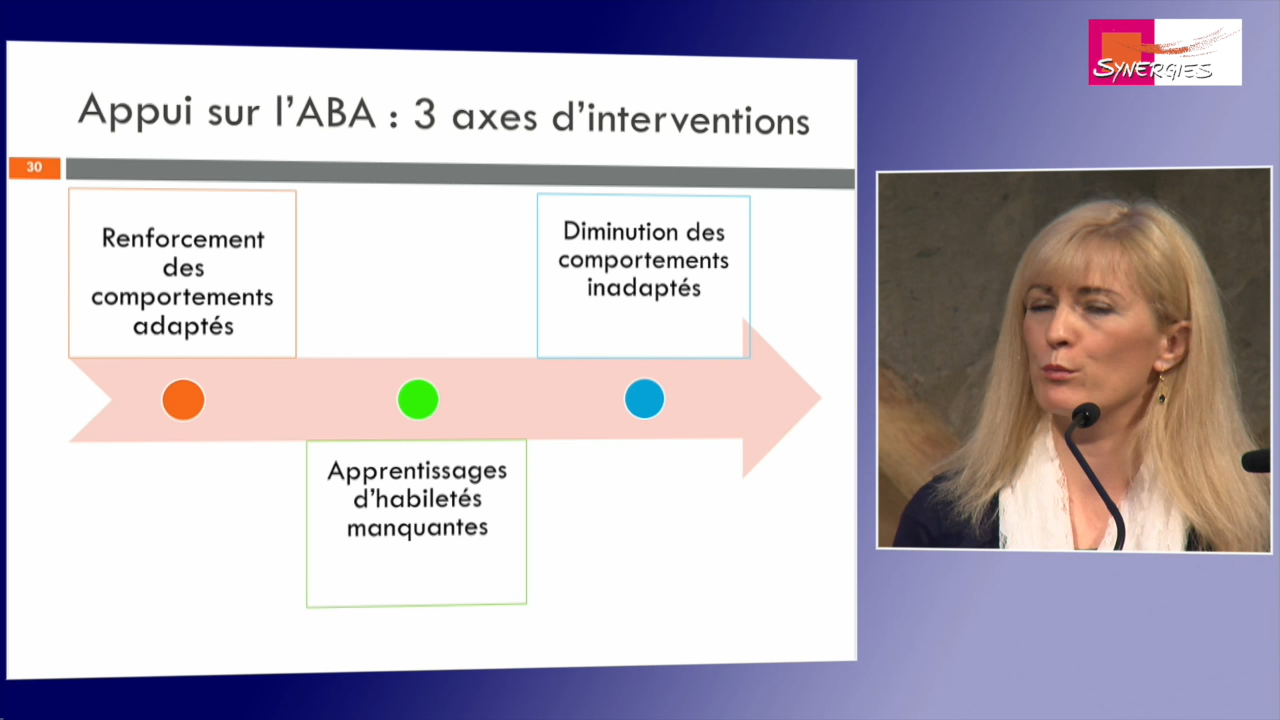 Appui sur l'ABA : 3 axes d'interventions
30
Renforcement
des
comportements
adaptés
Diminution des
comportements
inadaptés
Apprentissages
d'habiletés
manquantes
SYNERGIES